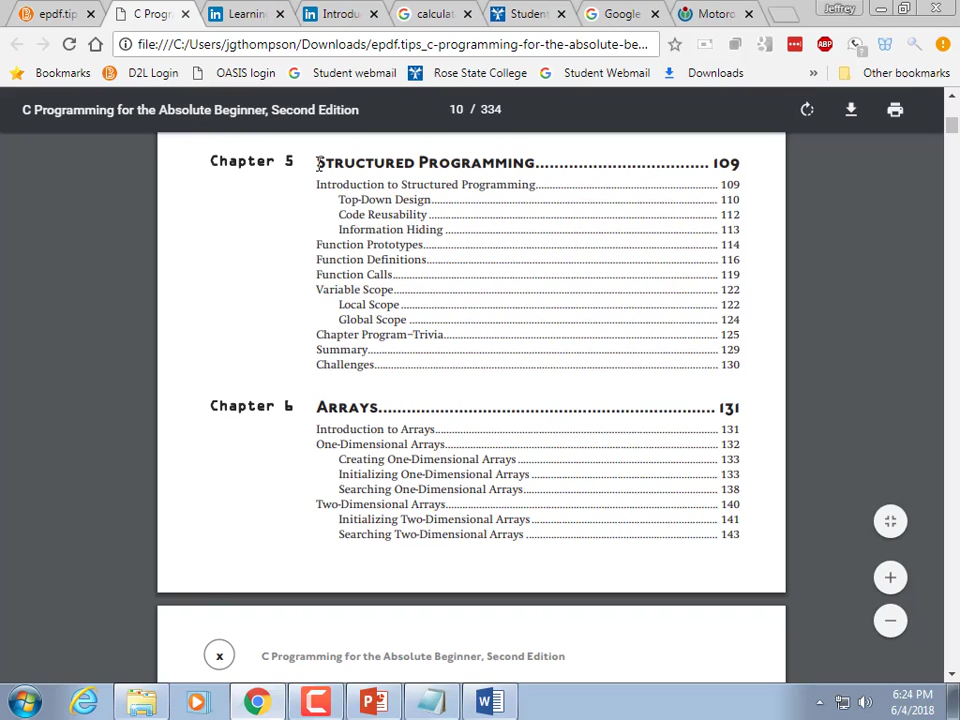 epdf.tip
C Progr
Learning
Introdu
calculat
Student
Google
Motoro
Jeffrey
file:///C:/Users/jgthompson/Downloads/epdf.tips_c-programming-for-the-absolute-be...
ABP
Bookmarks
D2L Login
OASIS login
Student webmail
Rose State College
Student Webmail
Downloads
»
Other bookmarks
C Programming for the Absolute Beginner, Second Edition
10 / 334
Chapter 5 STRUCTURED PROGRAMMING.................................... 109
Introduction to Structured Programming............................................................ 109
Top-Down Design................................................................................................ 110
Code Reusability ................................................................................................ 112
Information Hiding ............................................................................................ 113
Function Prototypes................................................................................................ 114
Function Definitions................................................................................................ 116
Function Calls........................................................................................................ 119
Variable Scope........................................................................................................ 122
Local Scope........................................................................................................ 122
Global Scope ...................................................................................................... 124
Chapter Program–Trivia.......................................................................................... 125
Summary................................................................................................................ 129
Challenges.............................................................................................................. 130
Chapter 6 ARRAYS...................................................................... 131
Introduction to Arrays............................................................................................ 131
One-Dimensional Arrays.......................................................................................... 132
Creating One-Dimensional Arrays ...................................................................... 133
Initializing One-Dimensional Arrays .................................................................. 133
Searching One-Dimensional Arrays.................................................................... 138
Two-Dimensional Arrays.......................................................................................... 140
Initializing Two-Dimensional Arrays .................................................................. 141
Searching Two-Dimensional Arrays .................................................................... 143
x C Programming for the Absolute Beginner, Second Edition
6:24 PM
6/4/2018